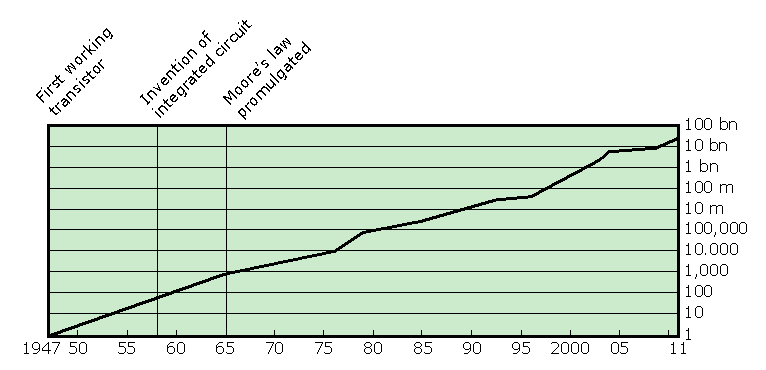 First working
transistor
Invention of
integrated circuit
Moore's law
promulgated
100 bn
10 bn
1 bn
100 m
10 m
100,000
10.000
1,000
100
10
1
1947 50 55 60 65 70 75 80 85 90 95 2000 05 11